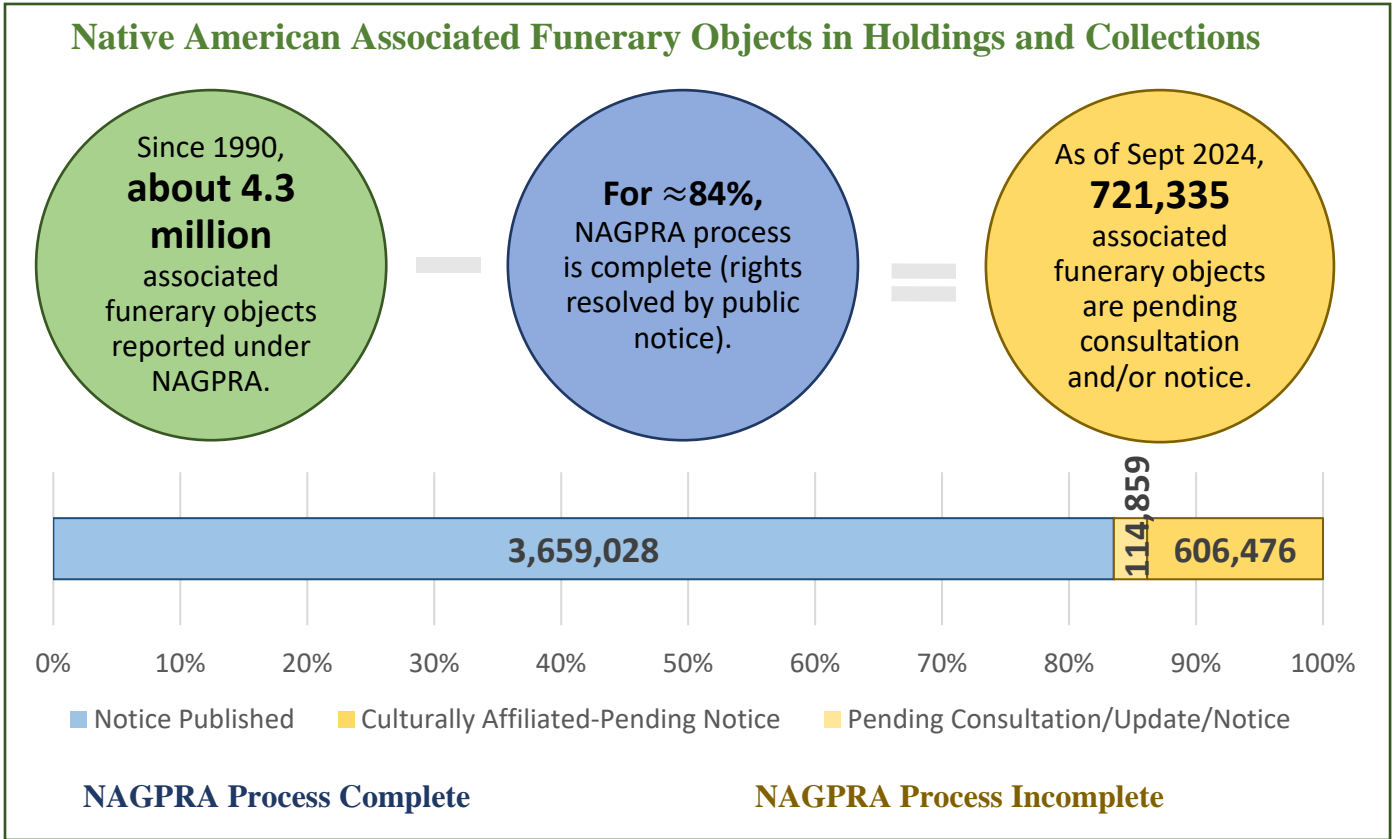 Native American Associated Funerary Objects in Holdings and Collections
Since 1990,
about 4.3
million
associated
funerary objects
reported under
NAGPRA.
For ≈84%,
NAGPRA process
is complete (rights
resolved by public
notice).
As of Sept 2024,
721,335
associated
funerary objects
are pending
consultation
and/or notice.
3,659,028
114,859
606,476
0%
10%
20%
30%
40%
50%
60%
70%
80%
90%
100%
Notice Published
Culturally Affiliated-Pending Notice
Pending Consultation/Update/Notice
NAGPRA Process Complete
NAGPRA Process Incomplete